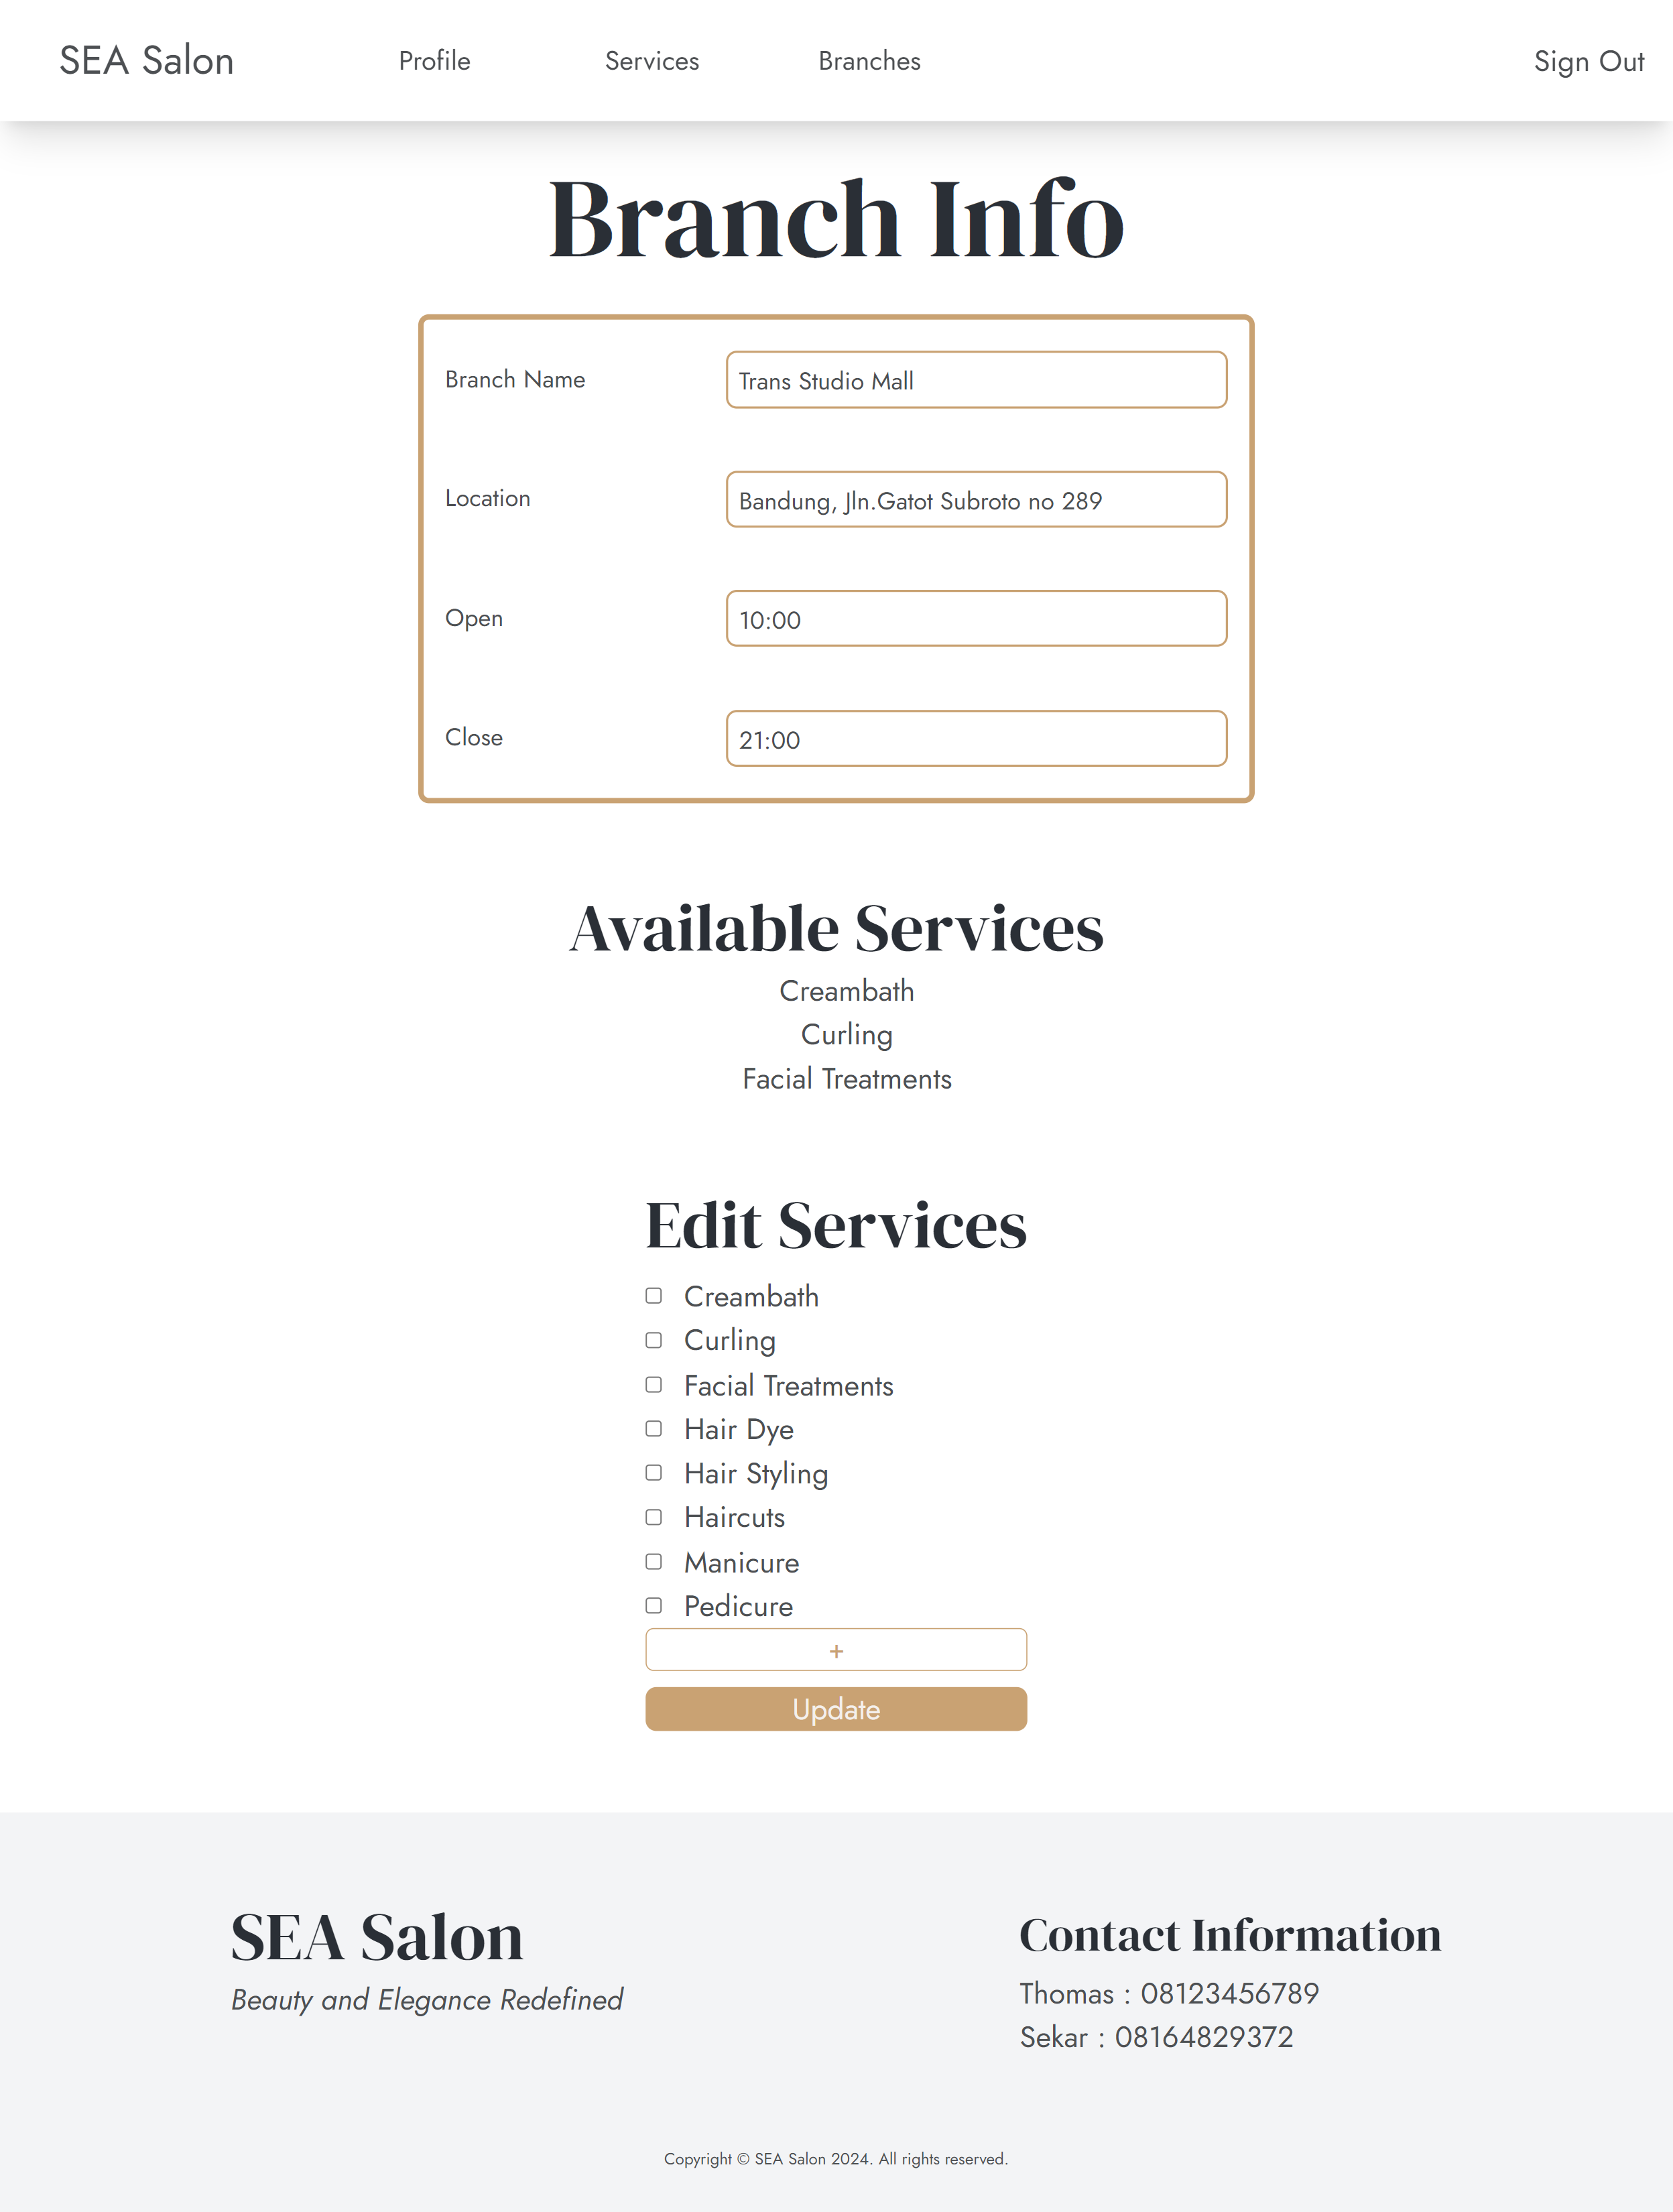 SEA Salon Profile Services Branches Sign Out
Branch Info
Branch Name Trans Studio Mall
Location Bandung, Jln.Gatot Subroto no 289
Open 10:00
Close 21:00
Available Services
Creambath
Curling
Facial Treatments
Edit Services
Creambath
Curling
Facial Treatments
Hair Dye
Hair Styling
Haircuts
Manicure
Pedicure
+
Update
SEA Salon
Beauty and Elegance Redefined
Contact Information
Thomas : 08123456789
Sekar : 08164829372
Copyright © SEA Salon 2024. All rights reserved.